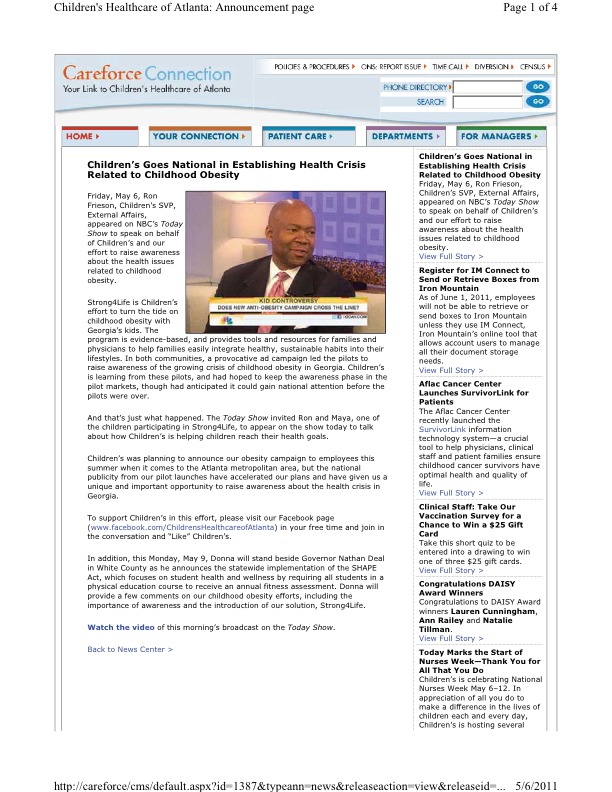 Children's Healthcare of Atlanta: Announcement page
Page 1 of 4
Careforce Connection
Your Link to Children's Healthcare of Atlanta
POLICIES & PROCEDURES
QNS: REPORT ISSUE
TIME CALL
DIVERSION
CENSUS
PHONE DIRECTORY
GO
SEARCH
GO
HOME
YOUR CONNECTION
PATIENT CARE
DEPARTMENTS
FOR MANAGERS
Children's Goes National in Establishing Health Crisis
Related to Childhood Obesity
Friday, May 6, Ron
Frieson, Children's SVP,
External Affairs,
appeared on NBC's Today
Show to speak on behalf
of Children's and our
effort to raise awareness
about the health issues
related to childhood
obesity.
KID CONTROVERSY
DOES NEW ANTI-OBESITY CAMPAIGN CROSS THE LINE?
Strong4Life is Children's
effort to turn the tide on
childhood obesity with
Georgia's kids. The
program is evidence-based, and provides tools and resources for families and
physicians to help families easily integrate healthy, sustainable habits into their
lifestyles. In both communities, a provocative ad campaign led the pilots to
raise awareness of the growing crisis of childhood obesity in Georgia. Children's
is learning from these pilots, and had hoped to keep the awareness phase in the
pilot markets, though had anticipated it could gain national attention before the
pilots were over.
And that's just what happened. The Today Show invited Ron and Maya, one of
the children participating in Strong4Life, to appear on the show today to talk
about how Children's is helping children reach their health goals.
Children's was planning to announce our obesity campaign to employees this
summer when it comes to the Atlanta metropolitan area, but the national
publicity from our pilot launches have accelerated our plans and have given us a
unique and important opportunity to raise awareness about the health crisis in
Georgia.
To support Children's in this effort, please visit our Facebook page
(www.facebook.com/ChildrensHealthcareofAtlanta) in your free time and join in
the conversation and "Like" Children's.
In addition, this Monday, May 9, Donna will stand beside Governor Nathan Deal
in White County as he announces the statewide implementation of the SHAPE
Act, which focuses on student health and wellness by requiring all students in a
physical education course to receive an annual fitness assessment. Donna will
provide a few comments on our childhood obesity efforts, including the
importance of awareness and the introduction of our solution, Strong4Life.
Watch the video of this morning's broadcast on the Today Show.
Back to News Center >
Children's Goes National in
Establishing Health Crisis
Related to Childhood Obesity
Friday, May 6, Ron Frieson,
Children's SVP, External Affairs,
appeared on NBC's Today Show
to speak on behalf of Children's
and our effort to raise
awareness about the health
issues related to childhood
obesity.
View Full Story >
Register for IM Connect to
Send or Retrieve Boxes from
Iron Mountain
As of June 1, 2011, employees
will not be able to retrieve or
send boxes to Iron Mountain
unless they use IM Connect,
Iron Mountain's online tool that
allows account users to manage
all their document storage
needs.
View Full Story >
Aflac Cancer Center
Launches SurvivorLink for
Patients
The Aflac Cancer Center
recently launched the
SurvivorLink information
technology system—a crucial
tool to help physicians, clinical
staff and patient families ensure
childhood cancer survivors have
optimal health and quality of
life.
View Full Story >
Clinical Staff: Take Our
Vaccination Survey for a
Chance to Win a $25 Gift
Card
Take this short quiz to be
entered into a drawing to win
one of three $25 gift cards.
View Full Story >
Congratulations DAISY
Award Winners
Congratulations to DAISY Award
winners Lauren Cunningham,
Ann Railey and Natalie
Tillman.
View Full Story >
Today Marks the Start of
Nurses Week—Thank You for
All That You Do
Children's is celebrating National
Nurses Week May 6–12. In
appreciation of all you do to
make a difference in the lives of
children each and every day,
Children's is hosting several
http://careforce/cms/default.aspx?id=1387&typeann=news&releaseaction=view&releaseid=...
5/6/2011